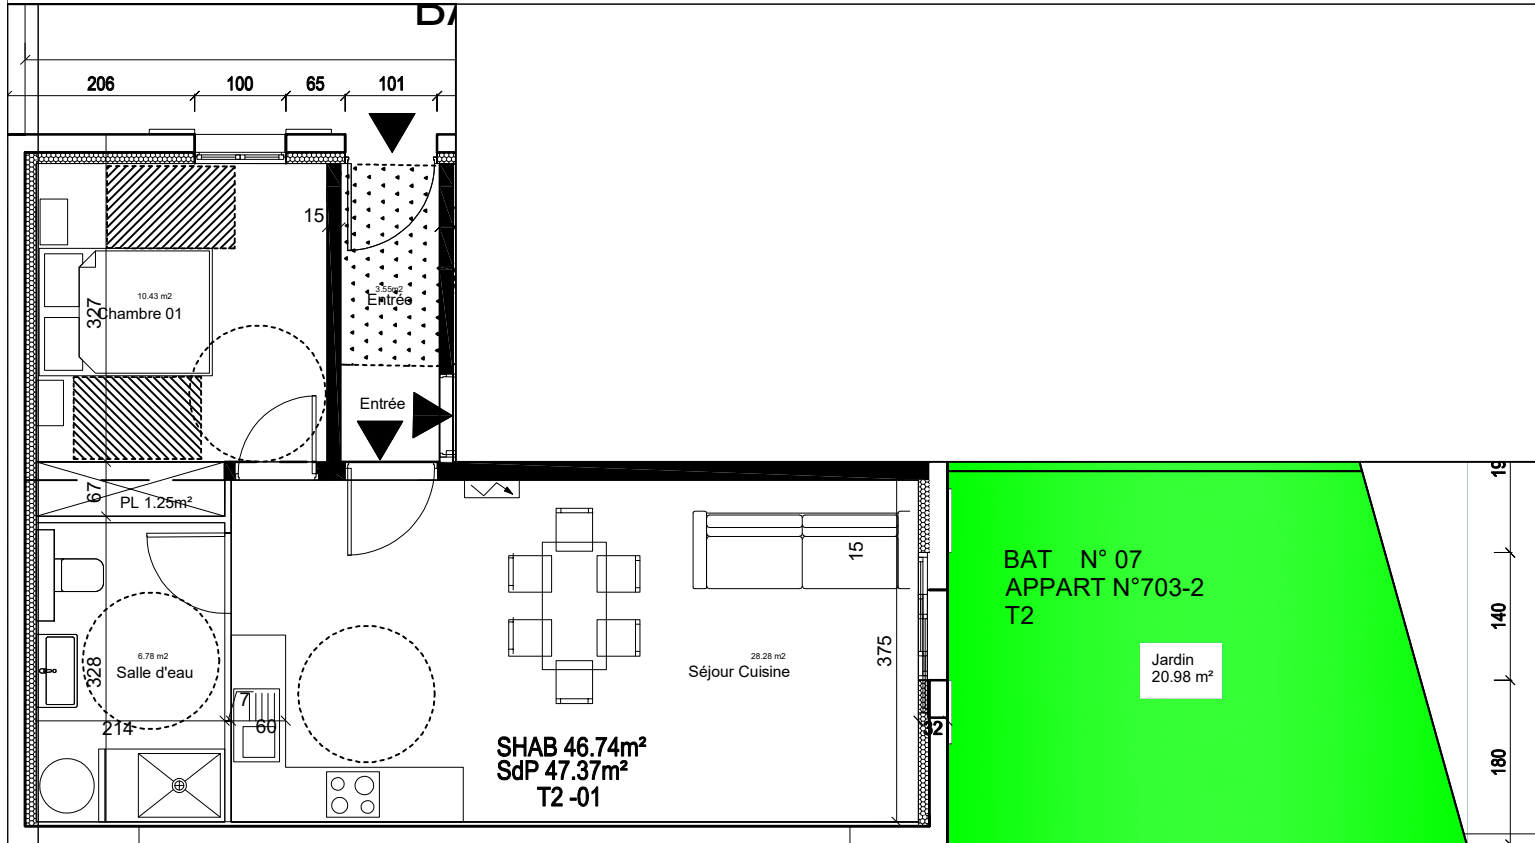 206
100
65
101
15
10.43 m2
Chambre 01
327
3.55m2
Entrée
Entrée
67
PL 1.25m²
15
BAT N° 07
APPART N°703-2
T2
140
375
6.78 m2
Salle d'eau
328
28.28 m2
Séjour Cuisine
Jardin
20.98 m²
7
214
60
32
SHAB 46.74m²
SdP 47.37m²
T2 -01
180